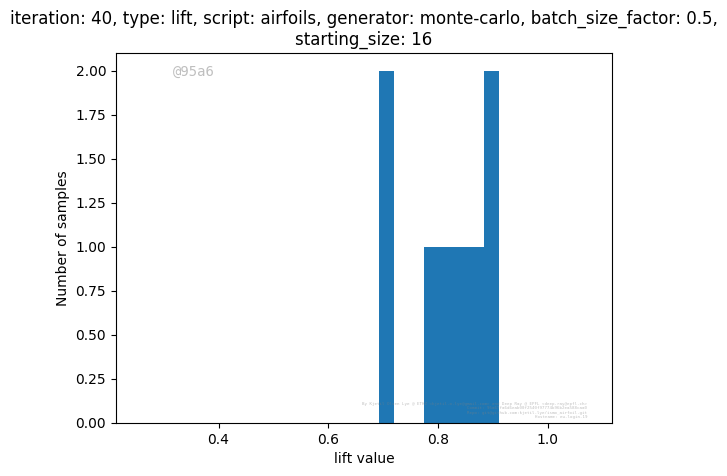 iteration: 40, type: lift, script: airfoils, generator: monte-carlo, batch_size_factor: 0.5,
starting_size: 16
@95a6
2.00
1.75
1.50
1.25
1.00
0.75
0.50
0.25
0.00
Number of samples
0.4 0.6 0.8 1.0
lift value